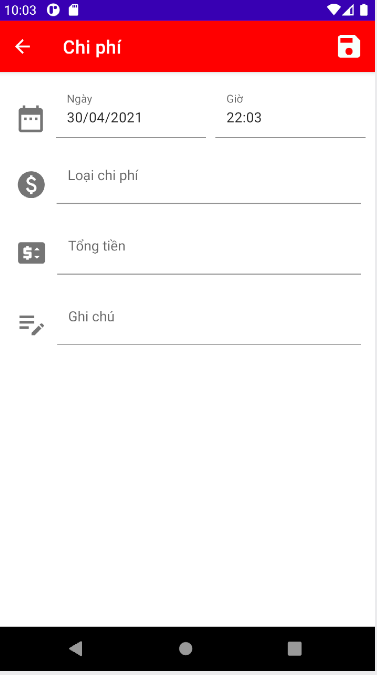 10:03
Chi phí
Ngày
Giờ
30/04/2021
22:03
Loại chi phí
Tổng tiền
Ghi chú